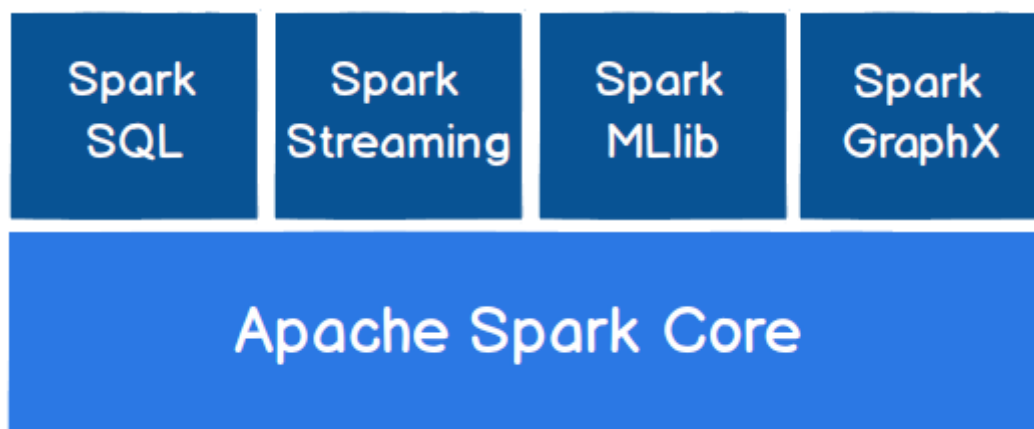 Spark
SQL
Spark
Streaming
Spark
MLlib
Spark
GraphX
Apache Spark Core